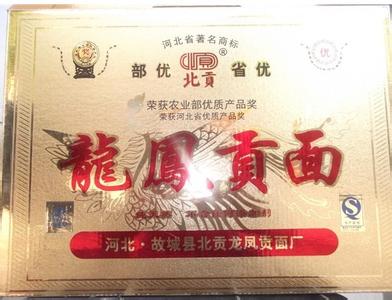 河北省著名商标
部优
省优
北贡®
优
荣获农业部优质产品奖
荣获河北省优质产品奖
龍鳳贡面
河北·故城县北贡龙凤贡面厂